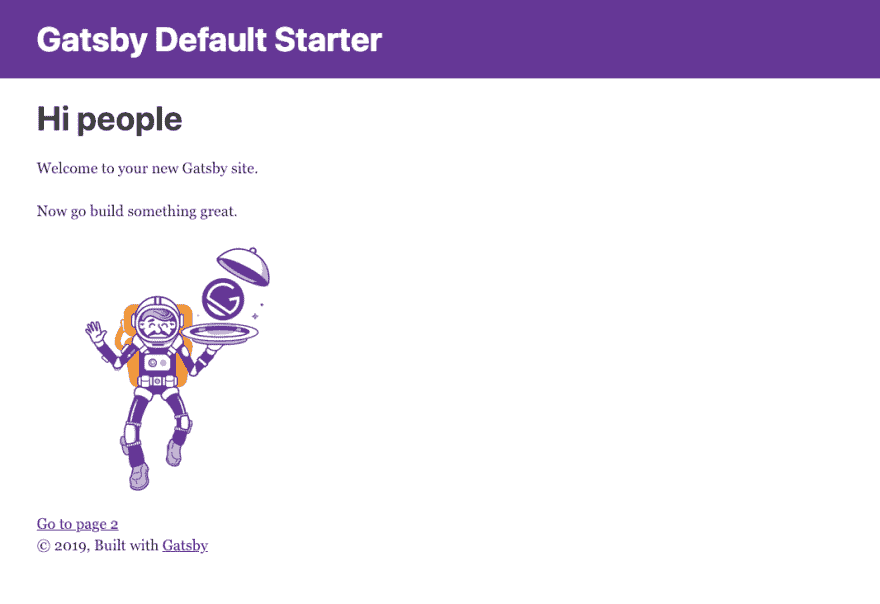 Gatsby Default Starter
Hi people
Welcome to your new Gatsby site.
Now go build something great.
Go to page 2
© 2019, Built with Gatsby